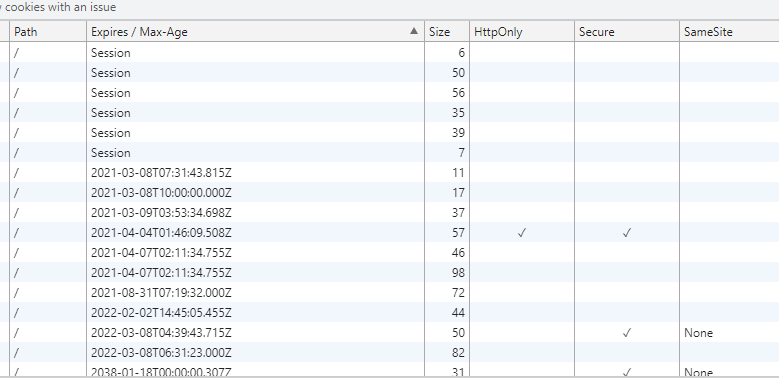 cookies with an issue
Path Expires / Max-Age ▲ Size HttpOnly Secure SameSite
/ Session 6
/ Session 50
/ Session 56
/ Session 35
/ Session 39
/ Session 7
/ 2021-03-08T07:31:43.815Z 11
/ 2021-03-08T10:00:00.000Z 17
/ 2021-03-09T03:53:34.698Z 37
/ 2021-04-04T01:46:09.508Z 57 ✓ ✓
/ 2021-04-07T02:11:34.755Z 46
/ 2021-04-07T02:11:34.755Z 98
/ 2021-08-31T07:19:32.000Z 72
/ 2022-02-02T14:45:05.455Z 44
/ 2022-03-08T04:39:43.715Z 50 ✓ None
/ 2022-03-08T06:31:23.000Z 82
/ 2038-01-18T00:00:00.307Z 31 ✓ None